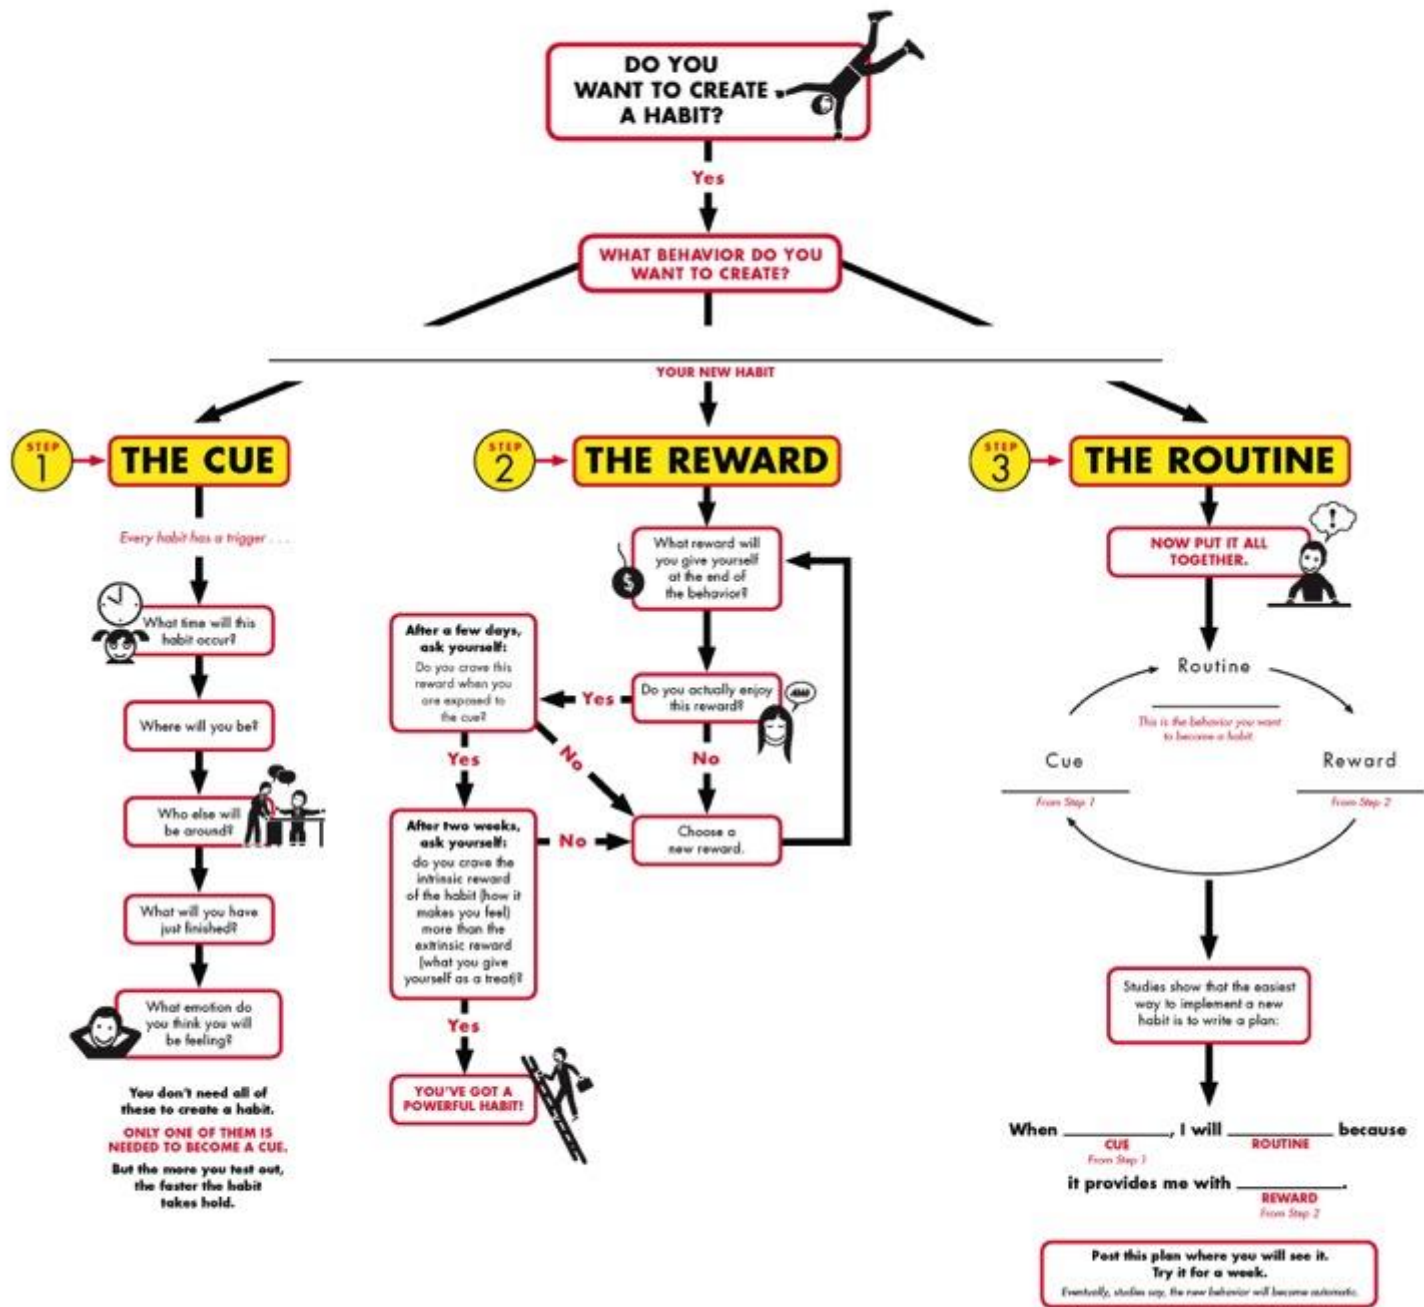 DO YOU
WANT TO CREATE
A HABIT?
Yes
WHAT BEHAVIOR DO YOU
WANT TO CREATE?
YOUR NEW HABIT
STEP
1
THE CUE
Every habit has a trigger . . .
What time will this
habit occur?
Where will you be?
Who else will
be around?
What will you have
just finished?
What emotion do
you think you will
be feeling?
You don't need all of
these to create a habit.
ONLY ONE OF THEM IS
NEEDED TO BECOME A CUE.
But the more you test out,
the faster the habit
takes hold.
STEP
2
THE REWARD
What reward will
you give yourself
at the end of
the behavior?
$
Do you actually enjoy
this reward?
Yes
No
After a few days,
ask yourself:
Do you crave this
reward when you
are exposed to
the cue?
Yes
No
Choose a
new reward.
After two weeks,
ask yourself:
do you crave the
intrinsic reward
of the habit (how it
makes you feel)
more than the
extrinsic reward
(what you give
yourself as a treat)?
No
Yes
YOU'VE GOT A
POWERFUL HABIT!
STEP
3
THE ROUTINE
!
NOW PUT IT ALL
TOGETHER.
Routine
This is the behavior you want
to become a habit.
Cue
From Step 1
Reward
From Step 2
Studies show that the easiest
way to implement a new
habit is to write a plan:
When __________, I will __________ because
CUE ROUTINE
From Step 1
it provides me with __________.
REWARD
From Step 2
Post this plan where you will see it.
Try it for a week.
Eventually, studies say, the new behavior will become automatic.